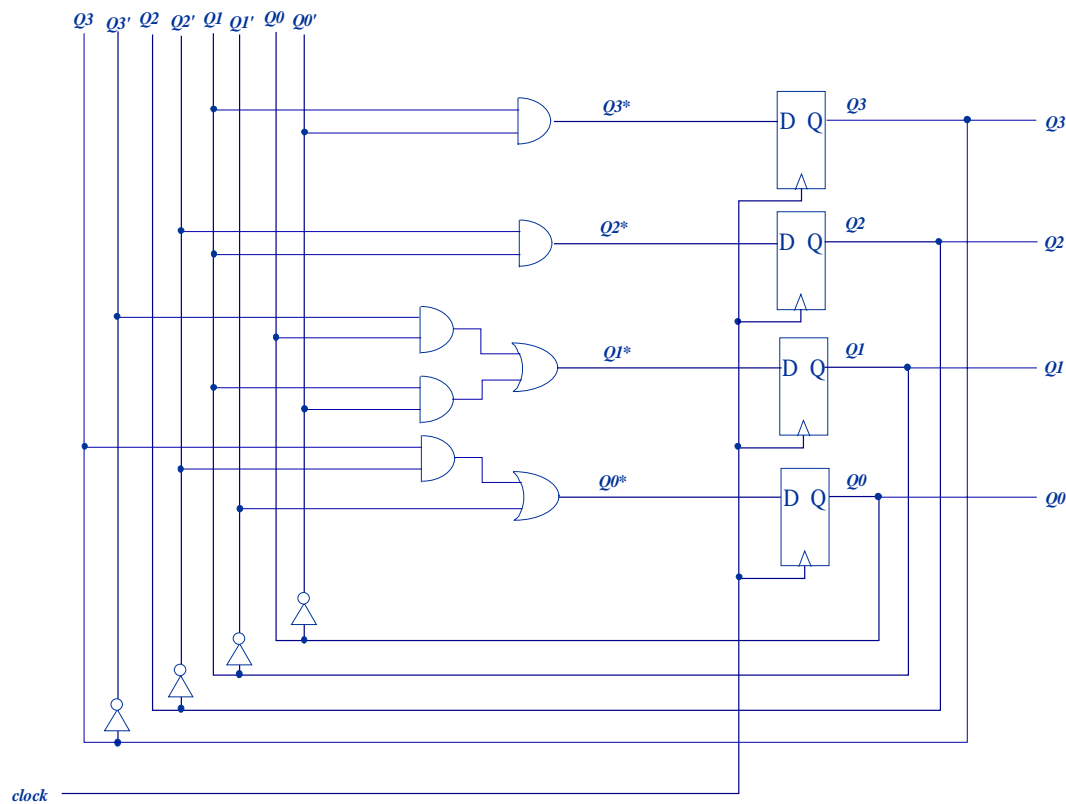 Q3 Q3' Q2 Q2' Q1 Q1' Q0 Q0'
Q3*
D Q
Q3
Q3
Q2*
D Q
Q2
Q2
Q1*
D Q
Q1
Q1
Q0*
D Q
Q0
Q0
clock